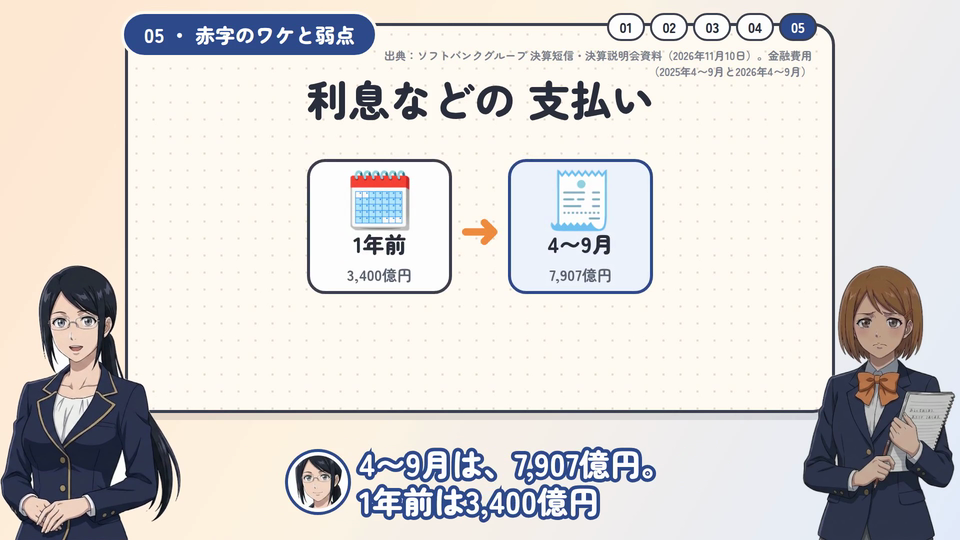 05 ・ 赤字のワケと弱点
01 02 03 04 05
出典：ソフトバンクグループ 決算短信・決算説明会資料（2026年11月10日）。金融費用
（2025年4〜9月と2026年4〜9月）
利息などの 支払い
1年前
3,400億円
4〜9月
7,907億円
4〜9月は、7,907億円。
1年前は3,400億円